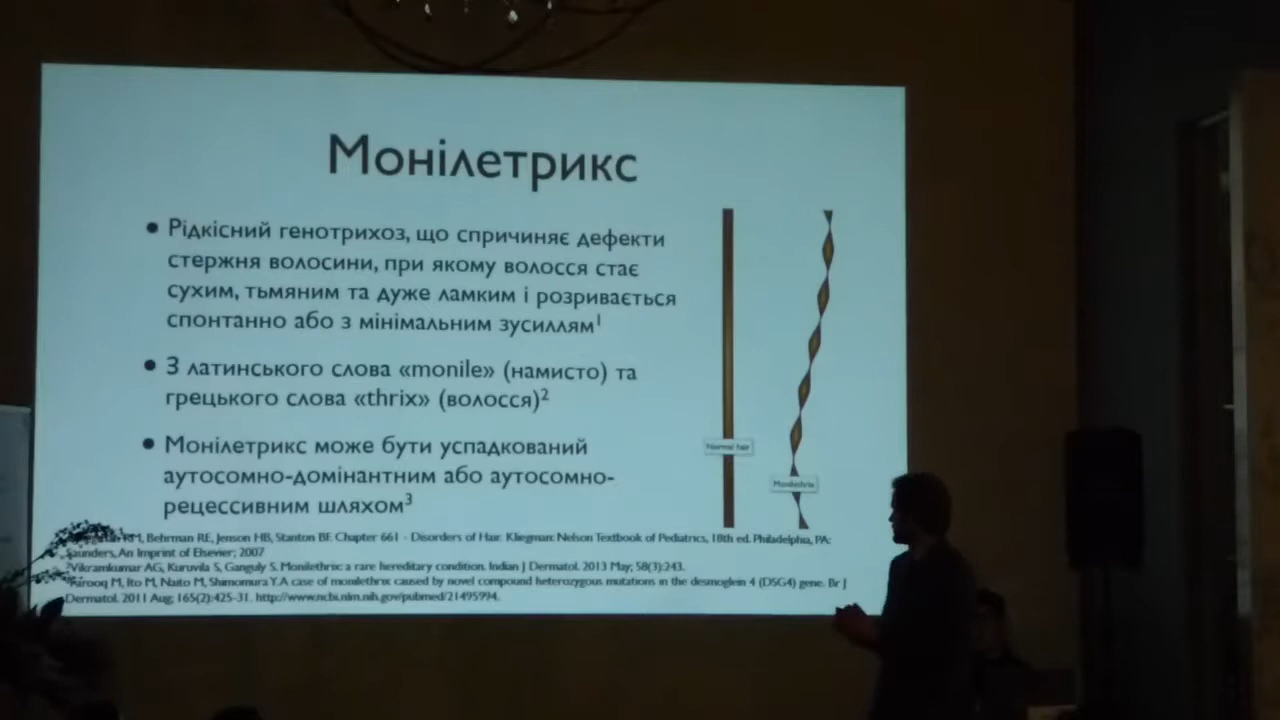 Монілетрикс
• Рідкісний генотрихоз, що спричиняє дефекти
стержня волосини, при якому волосся стає
сухим, тьмяним та дуже ламким і розривається
спонтанно або з мінімальним зусиллям1
• З латинського слова «monile» (намисто) та
грецького слова «thrix» (волосся)2
• Монілетрикс може бути успадкований
аутосомно-домінантним або аутосомно-
рецессивним шляхом3
Normal hair
Monilethrix
RM, Behrman RE, Jenson HB, Stanton BF. Chapter 661 - Disorders of Hair. Kliegman: Nelson Textbook of Pediatrics, 18th ed. Philadelphia, PA:
Saunders, An Imprint of Elsevier; 2007
2Vikramkumar AG, Kuruvila S, Ganguly S. Monilethrix: a rare hereditary condition. Indian J Dermatol. 2013 May; 58(3):243.
Farooq M, Ito M, Naito M, Shimomura Y. A case of monilethrix caused by novel compound heterozygous mutations in the desmoglein 4 (DSG4) gene. Br J
Dermatol. 2011 Aug; 165(2):425-31. http://www.ncbi.nlm.nih.gov/pubmed/21495994.